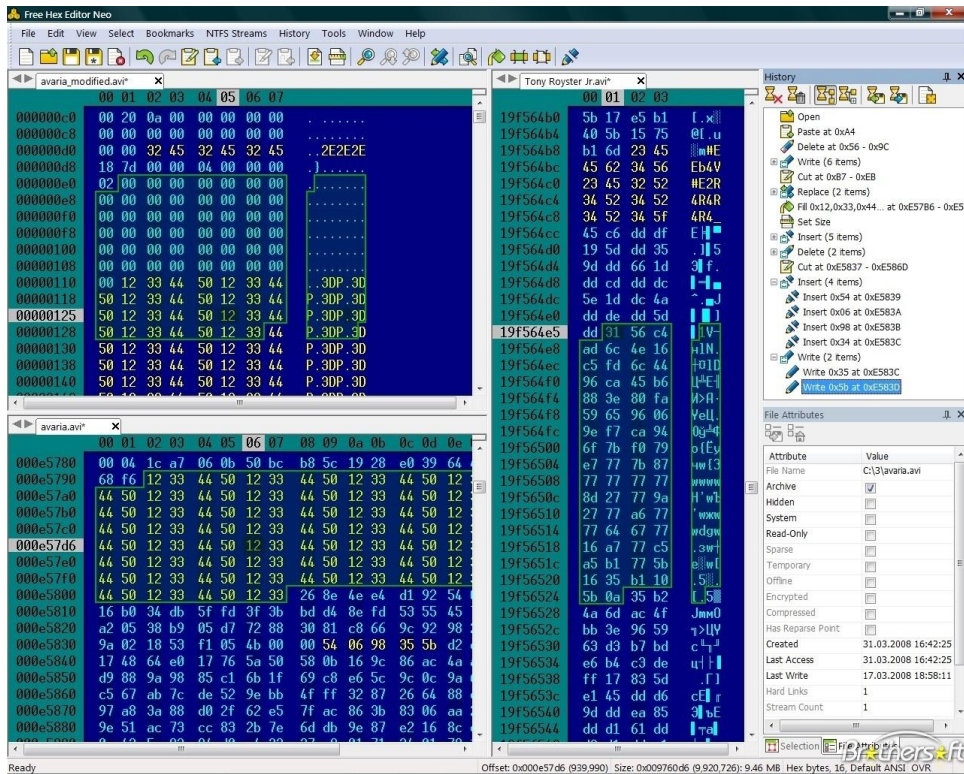 Free Hex Editor Neo
File Edit View Select Bookmarks NTFS Streams History Tools Window Help
avaria_modified.avi*
00 01 02 03 04 05 06 07
000000c0 00 20 0a 00 00 00 00 00
000000c8 00 00 00 00 00 00 00 00
000000d0 00 00 32 45 32 45 32 45 ..2E2E2E
000000d8 18 7d 00 00 04 00 00 00 .}......
000000e0 02 00 00 00 00 00 00 00
000000e8 00 00 00 00 00 00 00 00
000000f0 00 00 00 00 00 00 00 00
000000f8 00 00 00 00 00 00 00 00
00000100 00 00 00 00 00 00 00 00
00000108 00 00 00 00 00 00 00 00
00000110 00 12 33 44 50 12 33 44 ..3DP.3D
00000118 50 12 33 44 50 12 33 44 P.3DP.3D
00000125 50 12 33 44 50 12 33 44 P.3DP.3D
00000128 50 12 33 44 50 12 33 44 P.3DP.3D
00000130 50 12 33 44 50 12 33 44 P.3DP.3D
00000138 50 12 33 44 50 12 33 44 P.3DP.3D
00000140 50 12 33 44 50 12 33 44 P.3DP.3D
avaria.avi*
00 01 02 03 04 05 06 07 08 09 0a 0b 0c 0d 0e
000e5780 00 04 1c a7 06 0b 50 bc b8 5c 19 28 e0 39 64
000e5790 68 f6 12 33 44 50 12 33 44 50 12 33 44 50 12
000e57a0 44 50 12 33 44 50 12 33 44 50 12 33 44 50 12
000e57b0 44 50 12 33 44 50 12 33 44 50 12 33 44 50 12
000e57c0 44 50 12 33 44 50 12 33 44 50 12 33 44 50 12
000e57d6 44 50 12 33 44 50 12 33 44 50 12 33 44 50 12
000e57e0 44 50 12 33 44 50 12 33 44 50 12 33 44 50 12
000e57f0 44 50 12 33 44 50 12 33 44 50 12 33 44 50 12
000e5800 44 50 12 33 44 50 12 33 26 8e 4e e4 d1 92 54
000e5810 16 b0 34 db 5f fd 3f 3b bd d4 8e fd 53 55 45
000e5820 a2 05 38 b9 05 d7 72 88 30 81 c8 66 9c 92 98
000e5830 9a 02 18 53 f1 05 4b 00 00 54 06 98 35 5b d2
000e5840 17 48 64 e0 17 76 5a 50 58 0b 16 9c 86 ac 4a
000e5850 d9 88 9a 98 85 c1 6b 1f 69 c8 e6 5c 9c 0c 9a
000e5860 c5 67 ab 7c de 52 9e bb 4f ff 32 87 26 64 88
000e5870 97 a8 3a 88 d0 2f 62 e5 7f ac 86 3b 83 06 aa
000e5880 9e 51 ac 73 cc 83 2b 7e 6d db 9e 87 e2 16 8c
Tony Royster Jr.avi*
00 01 02 03
19f564b0 5b 17 e5 b1
19f564b4 40 5b 15 75 @[.u
19f564b8 b1 6d 23 45
19f564bc 45 62 34 56 Eb4V
19f564c0 23 45 32 52 #E2R
19f564c4 34 52 34 52 4R4R
19f564c8 34 52 34 5f 4R4_
19f564cc 45 c6 dd df
19f564d0 19 5d dd 35
19f564d4 9d dd 66 1d
19f564d8 dd cd dd dc
19f564dc 5e 1d dc 4a
19f564e0 dd de dd 5d
19f564e5 dd 31 56 c4
19f564e8 ad 6c 4e 16
19f564ec c5 fd 6c 44
19f564f0 96 ca 45 b6
19f564f4 88 3e 80 fa
19f564f8 59 65 96 06
19f564fc 9e f7 ca 94
19f56500 6f 7b f0 79
19f56504 e7 77 7b 87
19f56508 77 77 77 77 wwww
19f5650c 8d 27 77 9a
19f56510 27 77 a6 77
19f56514 77 64 67 77 wdgw
19f56518 16 a7 77 c5
19f5651c a5 b1 77 5b
19f56520 16 35 b1 10
19f56524 5b 0a 35 b2
19f56528 4a 6d ac 4f
19f5652c bb 3e 96 59
19f56530 63 d3 b7 bd
19f56534 e6 b4 c3 de
19f56538 ff 17 83 5d
19f5653c e1 45 dd d6
19f56540 9d dd ea 85
19f56544 dd d1 61 dd
History
Open
Paste at 0xA4
Delete at 0x56 - 0x9C
Write (6 items)
Cut at 0xB7 - 0xEB
Replace (2 items)
Fill 0x12,0x33,0x44... at 0xE57B6 - 0xE5
Set Size
Insert (5 items)
Delete (2 items)
Cut at 0xE5837 - 0xE586D
Insert (4 items)
Insert 0x54 at 0xE5839
Insert 0x06 at 0xE583A
Insert 0x98 at 0xE583B
Insert 0x34 at 0xE583C
Write (2 items)
Write 0x35 at 0xE583C
Write 0x5b at 0xE583D
File Attributes
Attribute Value
File Name C:\3\avaria.avi
Archive
Hidden
System
Read-Only
Sparse
Temporary
Offline
Encrypted
Compressed
Has Reparse Point
Created 31.03.2008 16:42:25
Last Access 31.03.2008 16:42:25
Last Write 17.03.2008 18:58:11
Hard Links 1
Stream Count 1
Selection File Attributes
Br thers ft
Ready Offset: 0x000e57d6 (939,990) Size: 0x009760d6 (9,920,726): 9.46 MB Hex bytes, 16, Default ANSI OVR